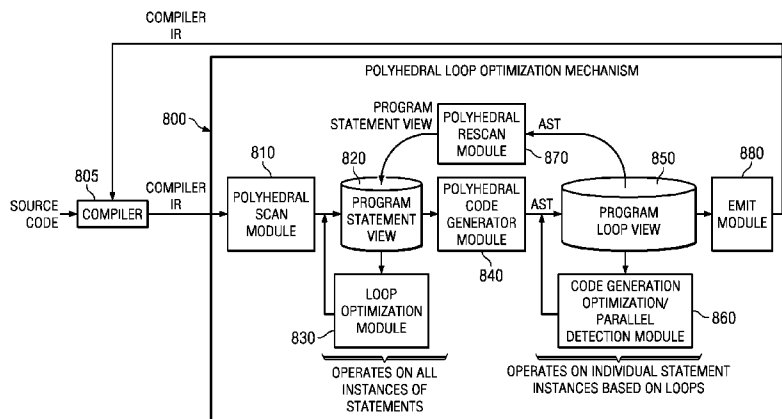 COMPILER
IR
POLYHEDRAL LOOP OPTIMIZATION MECHANISM
800
PROGRAM
STATEMENT VIEW
POLYHEDRAL
RESCAN
MODULE
AST
870
810
820
850
880
805
SOURCE
CODE
COMPILER
COMPILER
IR
POLYHEDRAL
SCAN
MODULE
PROGRAM
STATEMENT
VIEW
POLYHEDRAL
CODE
GENERATOR
MODULE
AST
PROGRAM
LOOP VIEW
EMIT
MODULE
840
LOOP
OPTIMIZATION
MODULE
830
CODE GENERATION
OPTIMIZATION/
PARALLEL
DETECTION MODULE
860
OPERATES ON ALL
INSTANCES OF
STATEMENTS
OPERATES ON INDIVIDUAL STATEMENT
INSTANCES BASED ON LOOPS